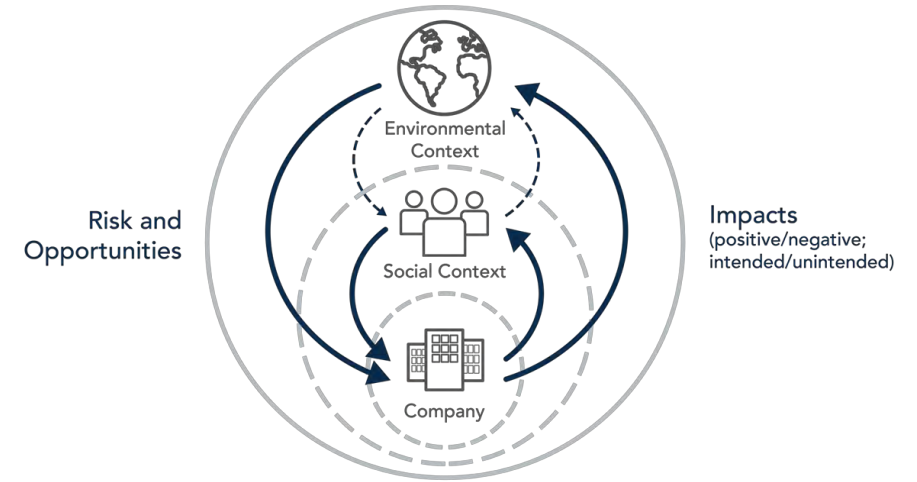 Environmental
Context
Risk and
Opportunities
Impacts
(positive/negative;
intended/unintended)
Social Context
Company